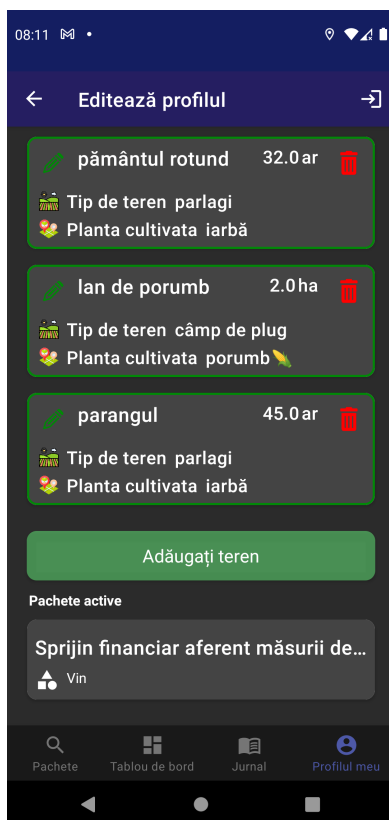 08:11
Editează profilul
pământul rotund 32.0 ar
Tip de teren parlagi
Planta cultivata iarbă
lan de porumb 2.0 ha
Tip de teren câmp de plug
Planta cultivata porumb🌽
parangul 45.0 ar
Tip de teren parlagi
Planta cultivata iarbă
Adăugați teren
Pachete active
Sprijin financiar aferent măsurii de...
Vin
Pachete Tablou de bord Jurnal Profilul meu